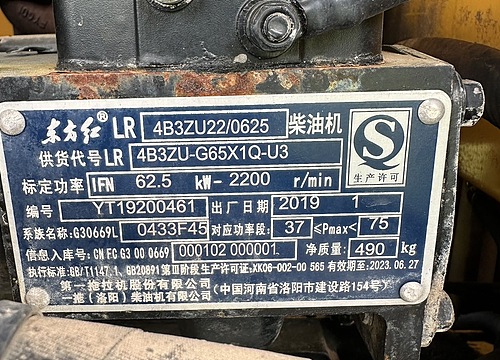 东方红® LR 4B3ZU22/0625 柴油机
供货代号LR 4B3ZU-G65X1Q-U3
生产许可
标定功率 IFN 62.5 kW- 2200 r/min
编号 YT19200461 出厂日期 2019 1
系族名称:G30669L 0433F45 对应功率段: 37 ≤Pmax< 75
信息入库号: CN FC G3 00 0669 000102 000001 净质量: 490 kg
执行标准:GB/T1147.1、GB20891第Ⅲ阶段 生产许可证:XK06-002-00 565 有效期至:2023.06.27
第一拖拉机股份有限公司
一拖(洛阳)柴油机有限公司 (中国河南省洛阳市建设路154号)